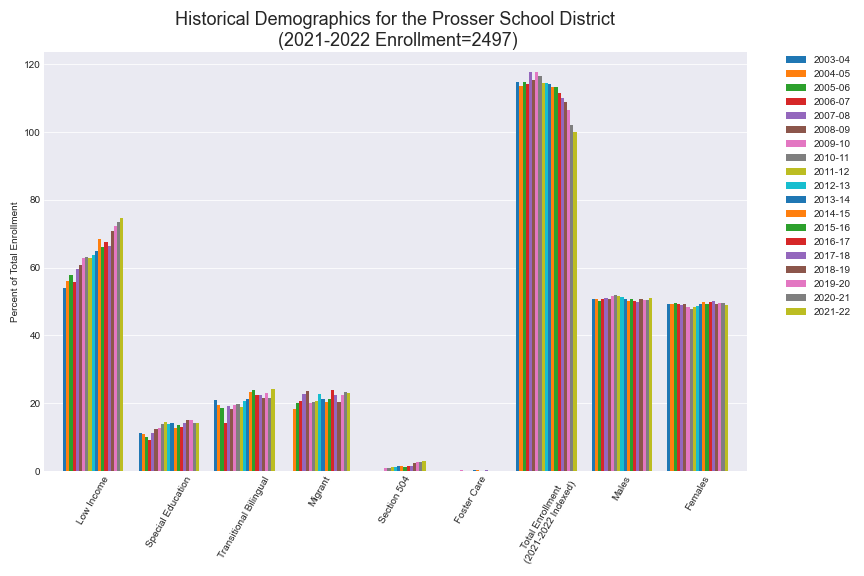 Historical Demographics for the Prosser School District
(2021-2022 Enrollment=2497)
Percent of Total Enrollment
120
100
80
60
40
20
0
Low Income
Special Education
Transitional Bilingual
Migrant
Section 504
Foster Care
Total Enrollment
(2021-2022 Indexed)
Males
Females
2003-04
2004-05
2005-06
2006-07
2007-08
2008-09
2009-10
2010-11
2011-12
2012-13
2013-14
2014-15
2015-16
2016-17
2017-18
2018-19
2019-20
2020-21
2021-22